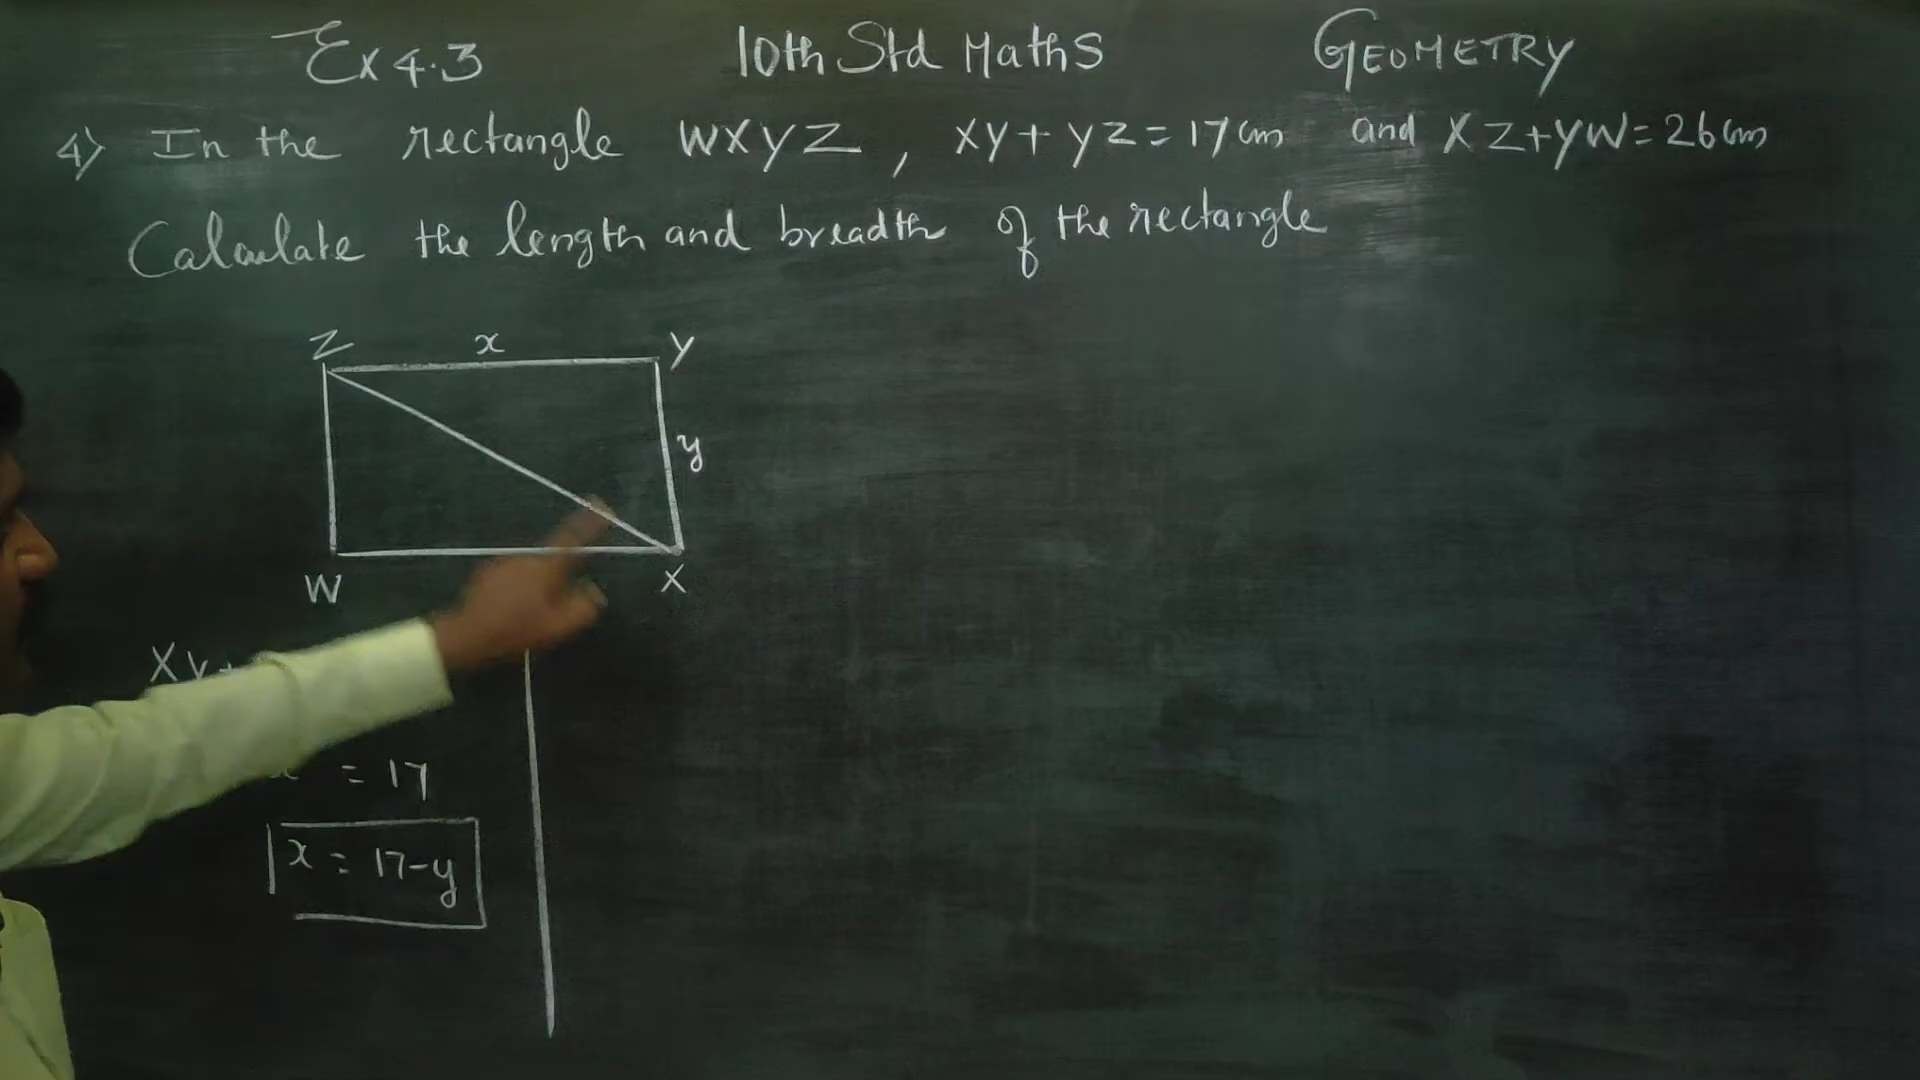 Ex 4.3 10th Std Maths GEOMETRY
4) In the rectangle WXYZ, XY+YZ=17cm and XZ+YW=26cm
Calculate the length and breadth of the rectangle
Z x Y
y
W X
XY+
= 17
x = 17-y